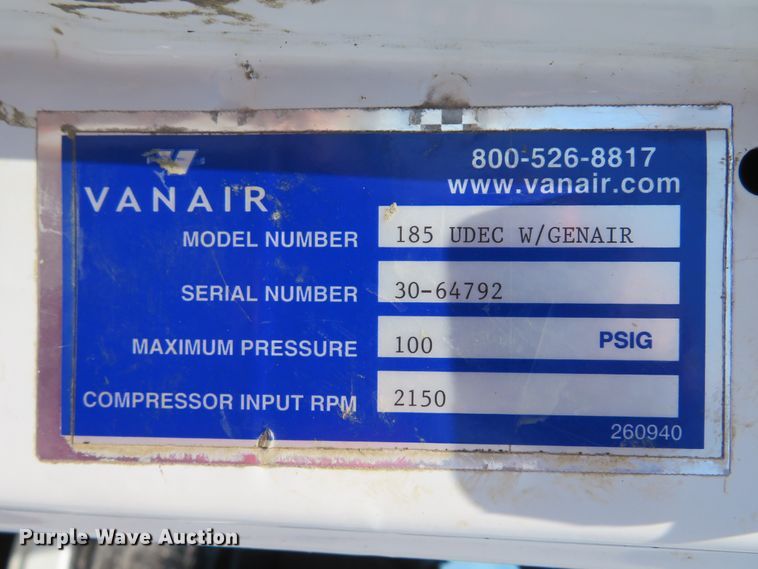 800-526-8817
www.vanair.com
VANAIR
MODEL NUMBER 185 UDEC W/GENAIR
SERIAL NUMBER 30-64792
MAXIMUM PRESSURE 100 PSIG
COMPRESSOR INPUT RPM 2150
260940
Purple Wave Auction